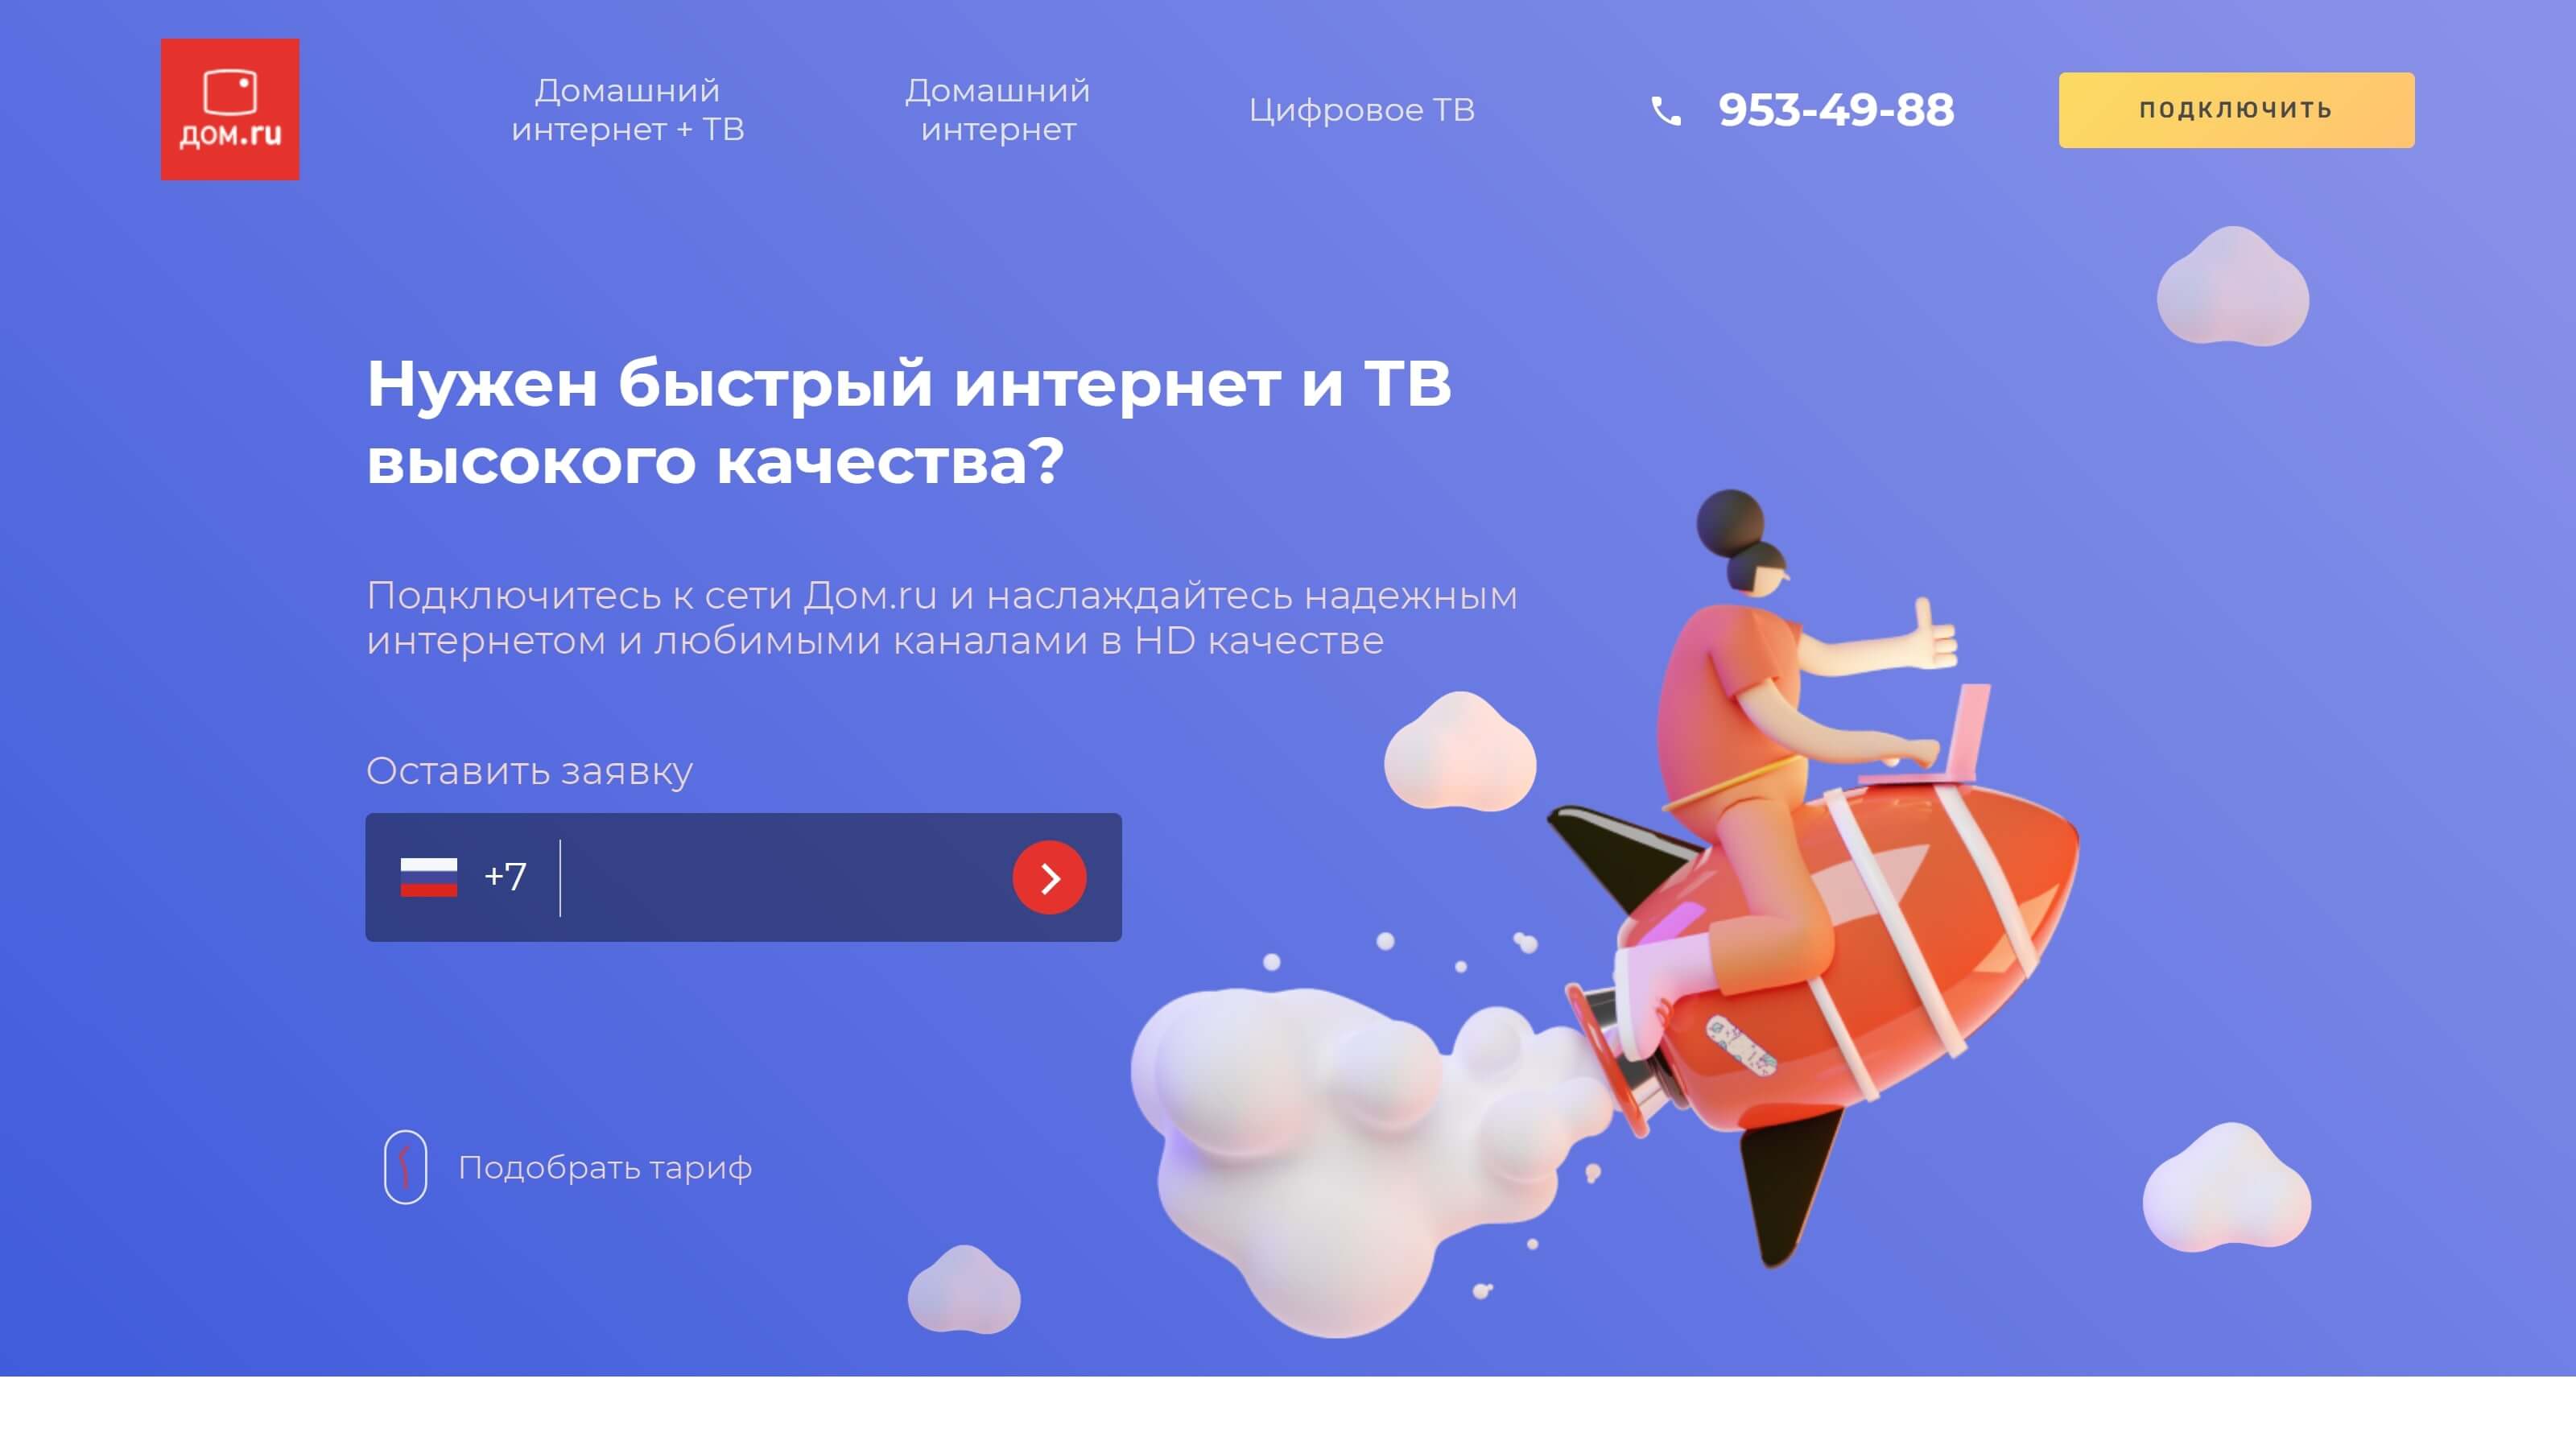 дом.ru
Домашний
интернет + ТВ
Домашний
интернет
Цифровое ТВ
953-49-88
ПОДКЛЮЧИТЬ
Нужен быстрый интернет и ТВ
высокого качества?
Подключитесь к сети Дом.ru и наслаждайтесь надежным
интернетом и любимыми каналами в HD качестве
Оставить заявку
+7
Подобрать тариф